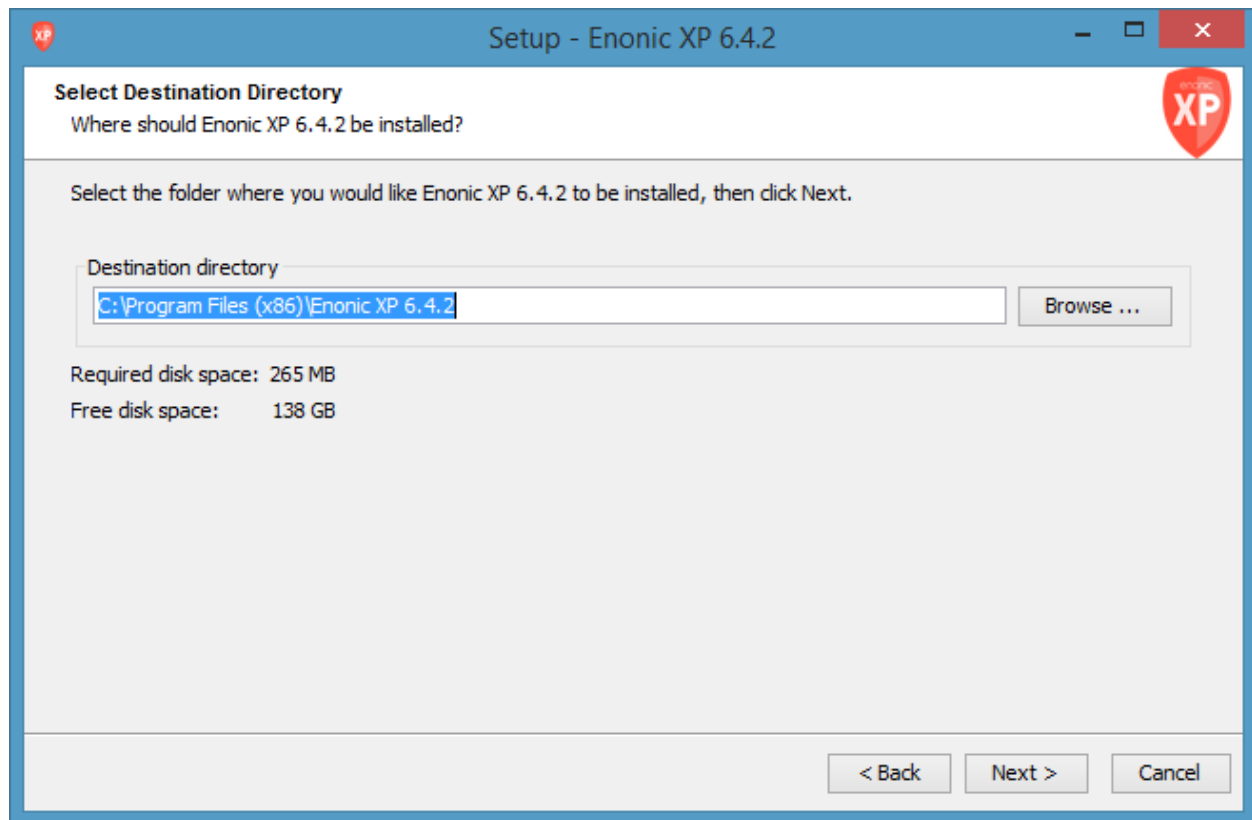 XP
Setup - Enonic XP 6.4.2
Select Destination Directory
Where should Enonic XP 6.4.2 be installed?
enonic
XP
Select the folder where you would like Enonic XP 6.4.2 to be installed, then click Next.
Destination directory
C:\Program Files (x86)\Enonic XP 6.4.2
Browse ...
Required disk space: 265 MB
Free disk space: 138 GB
< Back
Next >
Cancel